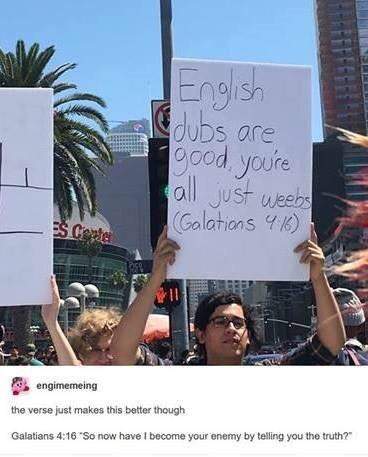 English
dubs are
good, you're
all just weebs
(Galations 4:16)
ES Center
engimemeing
the verse just makes this better though
Galatians 4:16 "So now have I become your enemy by telling you the truth?"